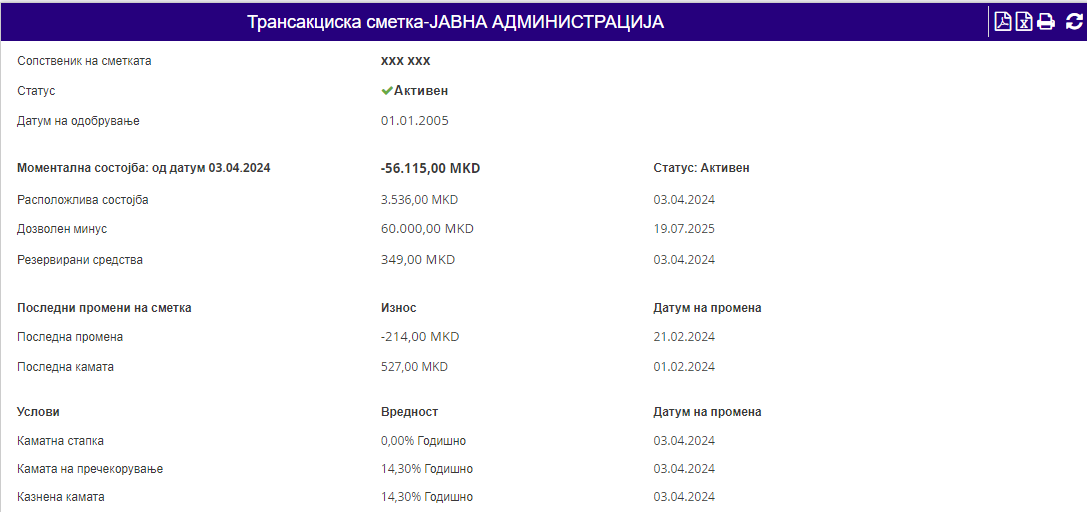 Трансакциска сметка-ЈАВНА АДМИНИСТРАЦИЈА
Сопственик на сметката xxx xxx
Статус Активен
Датум на одобрување 01.01.2005
Моментална состојба: од датум 03.04.2024 -56.115,00 MKD Статус: Активен
Расположлива состојба 3.536,00 MKD 03.04.2024
Дозволен минус 60.000,00 MKD 19.07.2025
Резервирани средства 349,00 MKD 03.04.2024
Последни промени на сметка Износ Датум на промена
Последна промена -214,00 MKD 21.02.2024
Последна камата 527,00 MKD 01.02.2024
Услови Вредност Датум на промена
Каматна стапка 0,00% Годишно 03.04.2024
Камата на пречекорување 14,30% Годишно 03.04.2024
Казнена камата 14,30% Годишно 03.04.2024